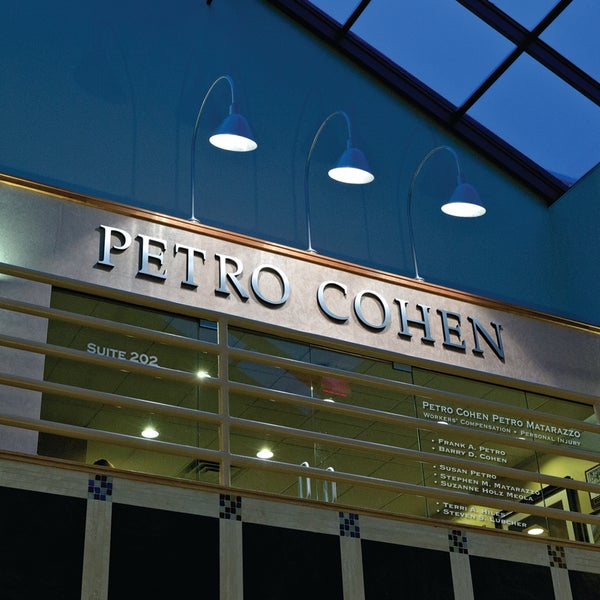 PETRO COHEN
SUITE 202
PETRO COHEN PETRO MATARAZZO
WORKERS' COMPENSATION • PERSONAL INJURY
• FRANK A. PETRO
• BARRY D. COHEN
• SUSAN PETRO
• STEPHEN M. MATARAZZO
• SUZANNE HOLZ MEOLA
• TERRI A. HILES
• STEVEN J. LUBCHER